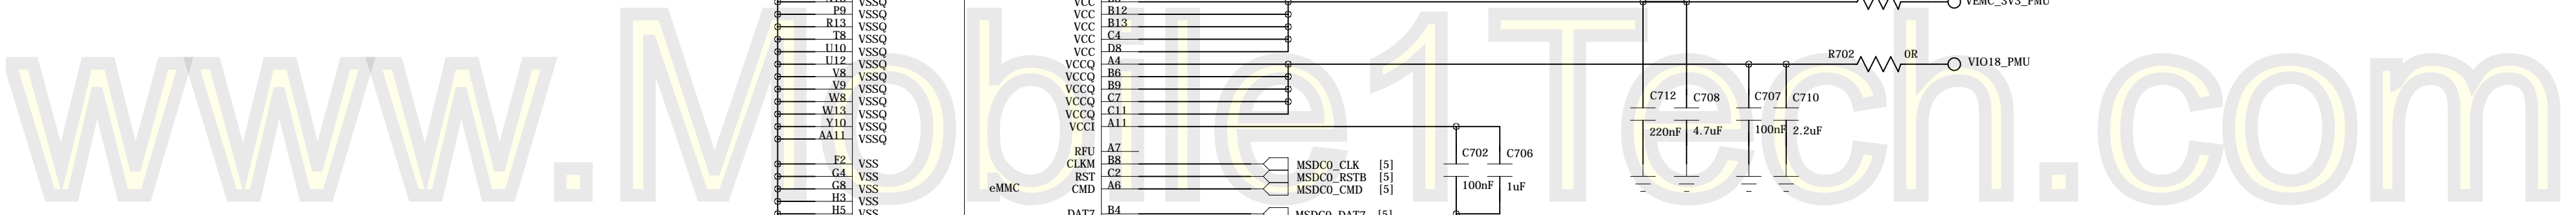 VSSQ VCC VEMC_3V3_PMU
P9 VSSQ VCC B12
R13 VSSQ VCC B13
T8 VSSQ VCC C4
U10 VSSQ VCC D8
U12 VSSQ VCCQ A4 R702 0R VIO18_PMU
V8 VSSQ VCCQ B6
V9 VSSQ VCCQ B9
W8 VSSQ VCCQ C7 C712 C708 C707 C710
W13 VSSQ VCCQ C11
Y10 VSSQ VCCI A11
AA11 VSSQ 220nF 4.7uF 100nF 2.2uF
RFU A7 C702 C706
F2 VSS CLKM B8 MSDC0_CLK [5]
G4 VSS RST C2 MSDC0_RSTB [5]
G8 VSS eMMC CMD A6 MSDC0_CMD [5] 100nF 1uF
H3 VSS
H5 VSS DAT7 B4 MSDC0_DAT7 [5]
www.Mobile1Tech.com